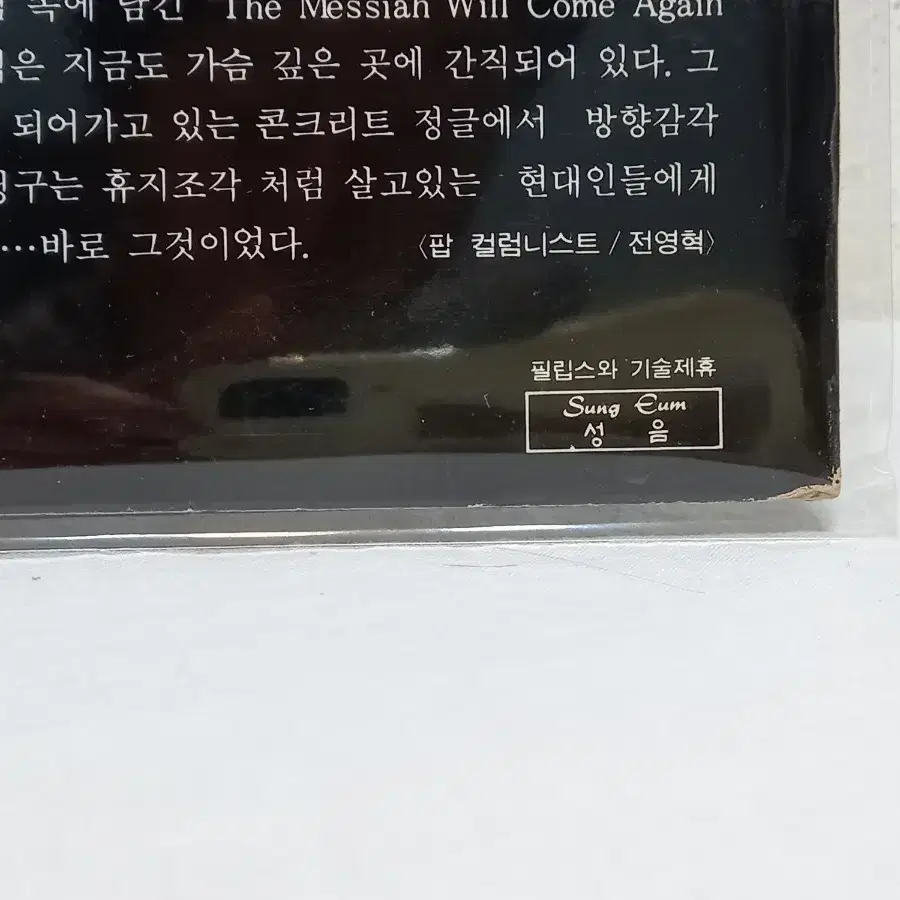 속에 담긴 The Messiah Will Come Again
은 지금도 가슴 깊은 곳에 간직되어 있다. 그
되어가고 있는 콘크리트 정글에서 방향감각
구는 휴지조각 처럼 살고있는 현대인들에게
…바로 그것이었다. 〈팝 컬럼니스트 / 전영혁〉
필립스와 기술제휴
Sung Eum
성 음